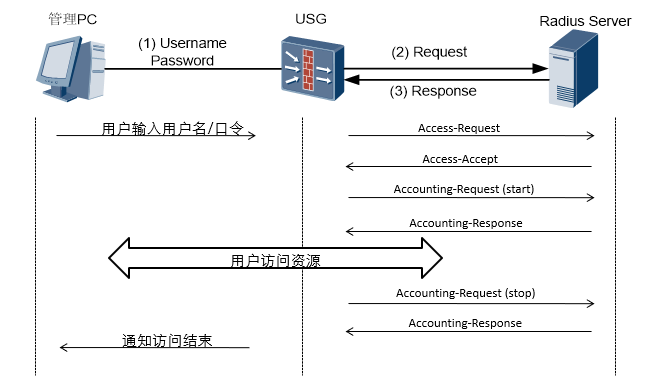 管理PC
USG
Radius Server
(1) Username
Password
(2) Request
(3) Response
用户输入用户名/口令
Access-Request
Access-Accept
Accounting-Request (start)
Accounting-Response
用户访问资源
Accounting-Request (stop)
Accounting-Response
通知访问结束